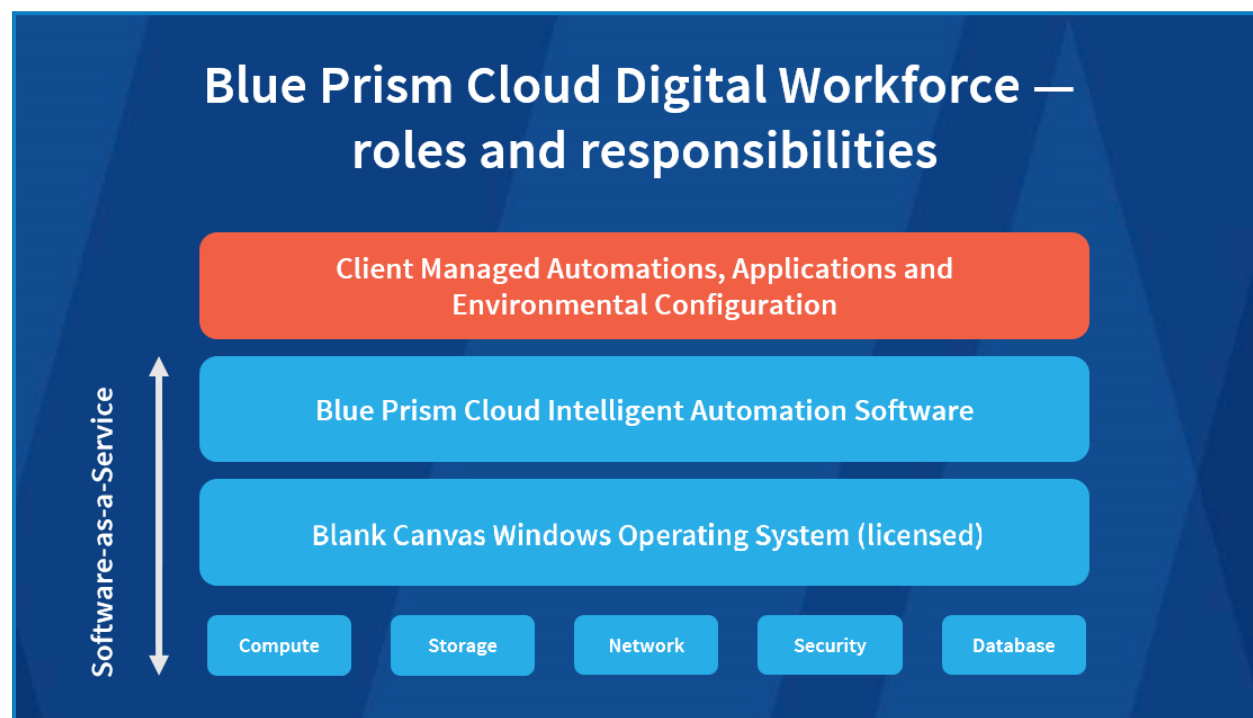 Blue Prism Cloud Digital Workforce —
roles and responsibilities
Client Managed Automations, Applications and
Environmental Configuration
Software-as-a-Service
Blue Prism Cloud Intelligent Automation Software
Blank Canvas Windows Operating System (licensed)
Compute
Storage
Network
Security
Database